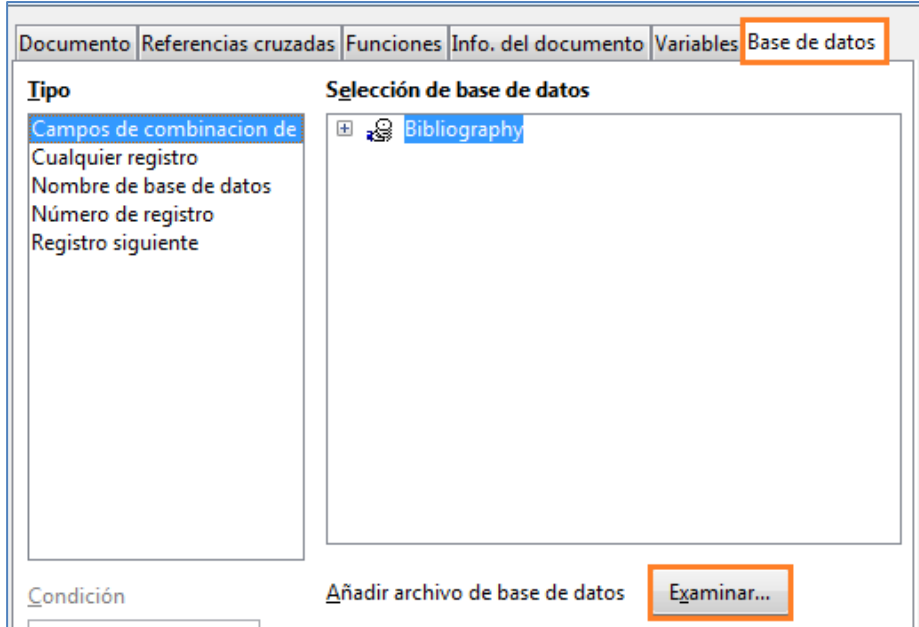 Documento Referencias cruzadas Funciones Info. del documento Variables Base de datos
Tipo
Campos de combinacion de
Cualquier registro
Nombre de base de datos
Número de registro
Registro siguiente
Selección de base de datos
Bibliography
Condición
Añadir archivo de base de datos
Examinar...